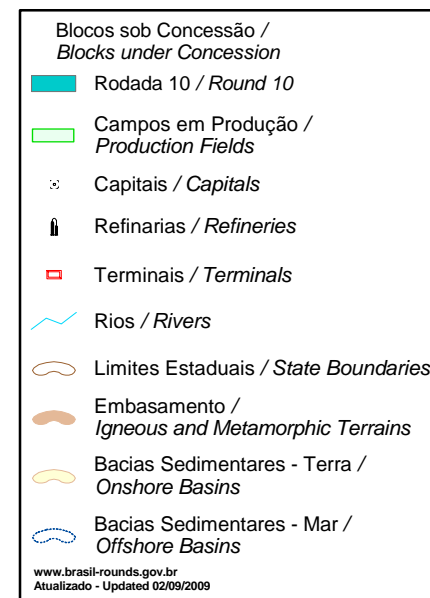 Blocos sob Concessão /
Blocks under Concession
Rodada 10 / Round 10
Campos em Produção /
Production Fields
Capitais / Capitals
Refinarias / Refineries
Terminais / Terminals
Rios / Rivers
Limites Estaduais / State Boundaries
Embasamento /
Igneous and Metamorphic Terrains
Bacias Sedimentares - Terra /
Onshore Basins
Bacias Sedimentares - Mar /
Offshore Basins
www.brasil-rounds.gov.br
Atualizado - Updated 02/09/2009